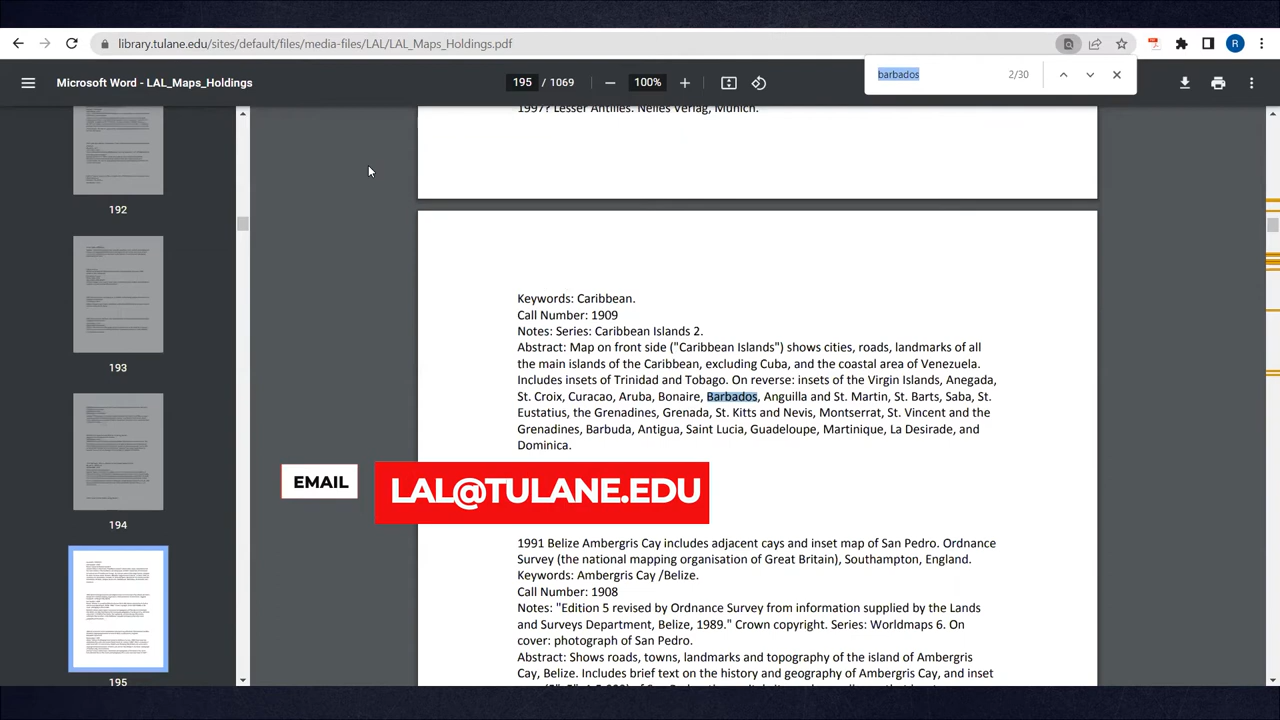 library.tulane.edu/sites/default/files/media-files/LAL/LAL_Maps_Holdings.pdf
R
barbados 2/30
Microsoft Word - LAL_Maps_Holdings
195 / 1069
100%
1997? Lesser Antilles. Nelles Verlag, Munich.
192
193
194
195
Keywords: Caribbean.
Call Number: 1909
Notes: Series: Caribbean Islands 2.
Abstract: Map on front side ("Caribbean Islands") shows cities, roads, landmarks of all
the main islands of the Caribbean, excluding Cuba, and the coastal area of Venezuela.
Includes insets of Trinidad and Tobago. On reverse: insets of the Virgin Islands, Anegada,
St. Croix, Curacao, Aruba, Bonaire, Barbados, Anguilla and St. Martin, St. Barts, Saba, St.
Eustatius, the Grenadines, Grenada, St. Kitts and Nevis, Montserrat, St. Vincent and the
Grenadines, Barbuda, Antigua, Saint Lucia, Guadeloupe, Martinique, La Desirade, and
Dominica.
EMAIL
LAL@TULANE.EDU
1991 Belize Ambergris Cay includes adjacent cays and inset map of San Pedro. Ordnance
Survey (the national mapping organisation of Great Britain), Southampton, England.
Keywords: Ambergris Cay /Belize.
Call Number: 1988
Notes: "Edition 5 revised by Ordnance Survey from information supplied by the Lands
and Surveys Department, Belize, 1989." Crown copyright. Series: Worldmaps 6. On
cover: photograph of San Pedro.
Abstract: Shows roads, towns, landmarks and topography of the island of Ambergris
Cay, Belize. Includes brief text on the history and geography of Ambergris Cay, and inset